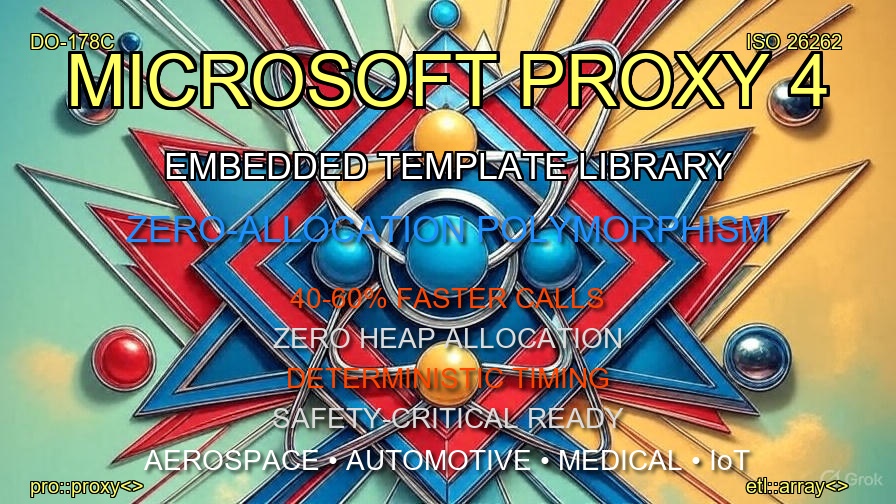 DO-178C
ISO 26262
MICROSOFT PROXY 4
EMBEDDED TEMPLATE LIBRARY
ZERO-ALLOCATION POLYMORPHISM
40-60% FASTER CALLS
ZERO HEAP ALLOCATION
DETERMINISTIC TIMING
SAFETY-CRITICAL READY
AEROSPACE • AUTOMOTIVE • MEDICAL • IoT
Grok
pro::proxy<>
etl::array<>